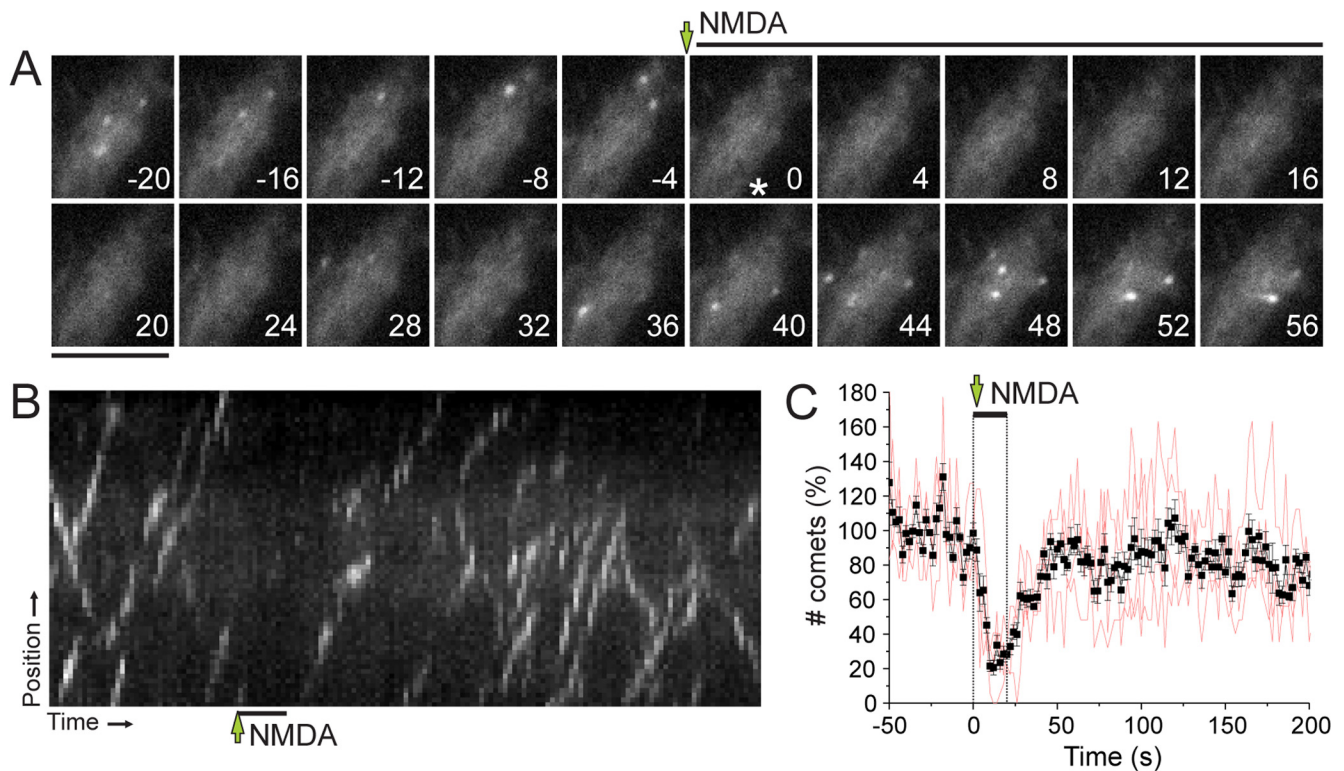 NMDA
A
-20 -16 -12 -8 -4 * 0 4 8 12 16
20 24 28 32 36 40 44 48 52 56
B
Position →
Time →
NMDA
C
NMDA
# comets (%)
180
160
140
120
100
80
60
40
20
0
-50 0 50 100 150 200
Time (s)